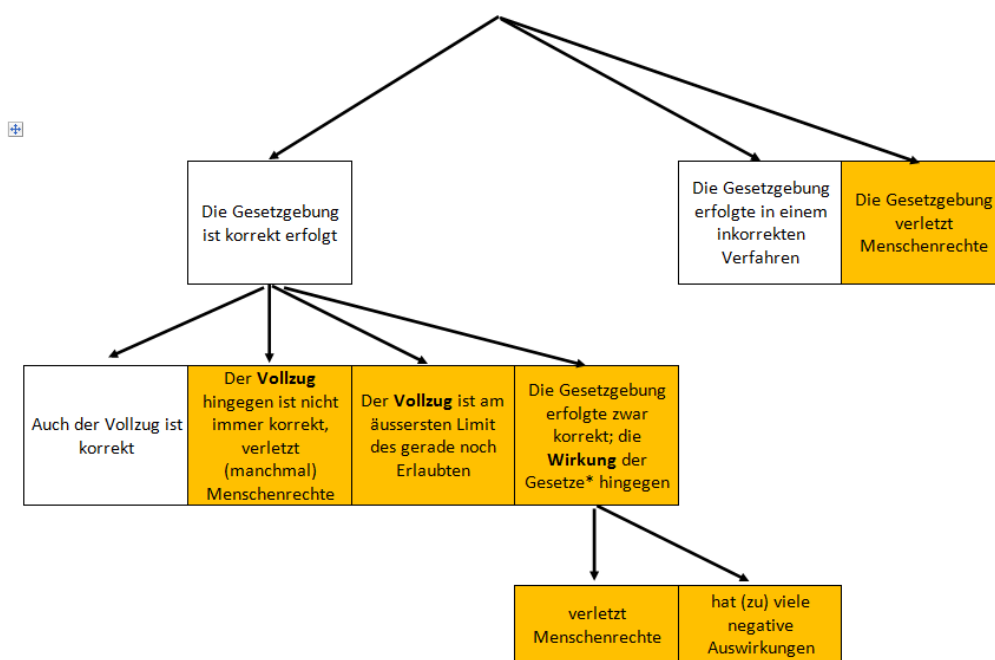 Die Gesetzgebung
ist korrekt erfolgt
Die Gesetzgebung
erfolgte in einem
inkorrekten
Verfahren
Die Gesetzgebung
verletzt
Menschenrechte
Auch der Vollzug ist
korrekt
Der Vollzug
hingegen ist nicht
immer korrekt,
verletzt
(manchmal)
Menschenrechte
Der Vollzug ist am
äussersten Limit
des gerade noch
Erlaubten
Die Gesetzgebung
erfolgte zwar
korrekt; die
Wirkung der
Gesetze* hingegen
verletzt
Menschenrechte
hat (zu) viele
negative
Auswirkungen